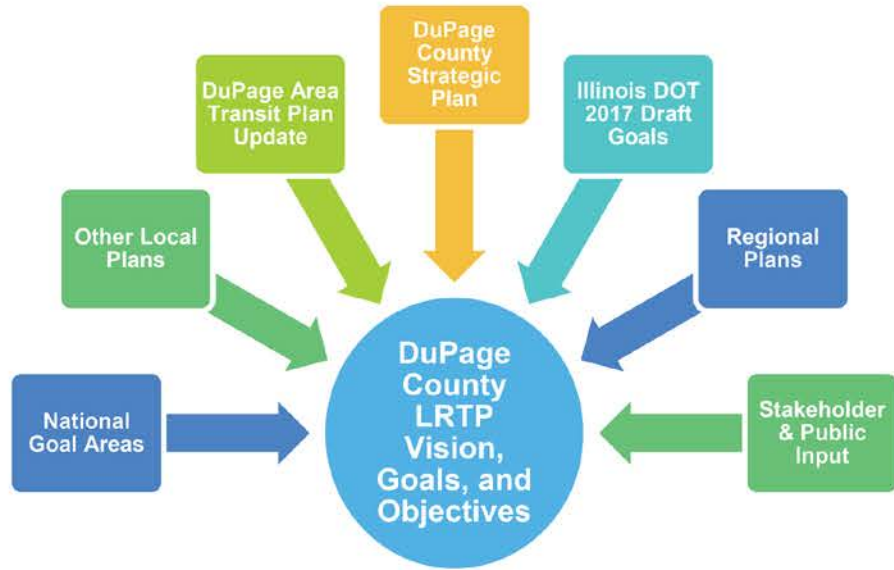 DuPage
County
Strategic
Plan
DuPage Area
Transit Plan
Update
Illinois DOT
2017 Draft
Goals
Other Local
Plans
Regional
Plans
National
Goal Areas
DuPage
County
LRTP
Vision,
Goals, and
Objectives
Stakeholder
& Public
Input